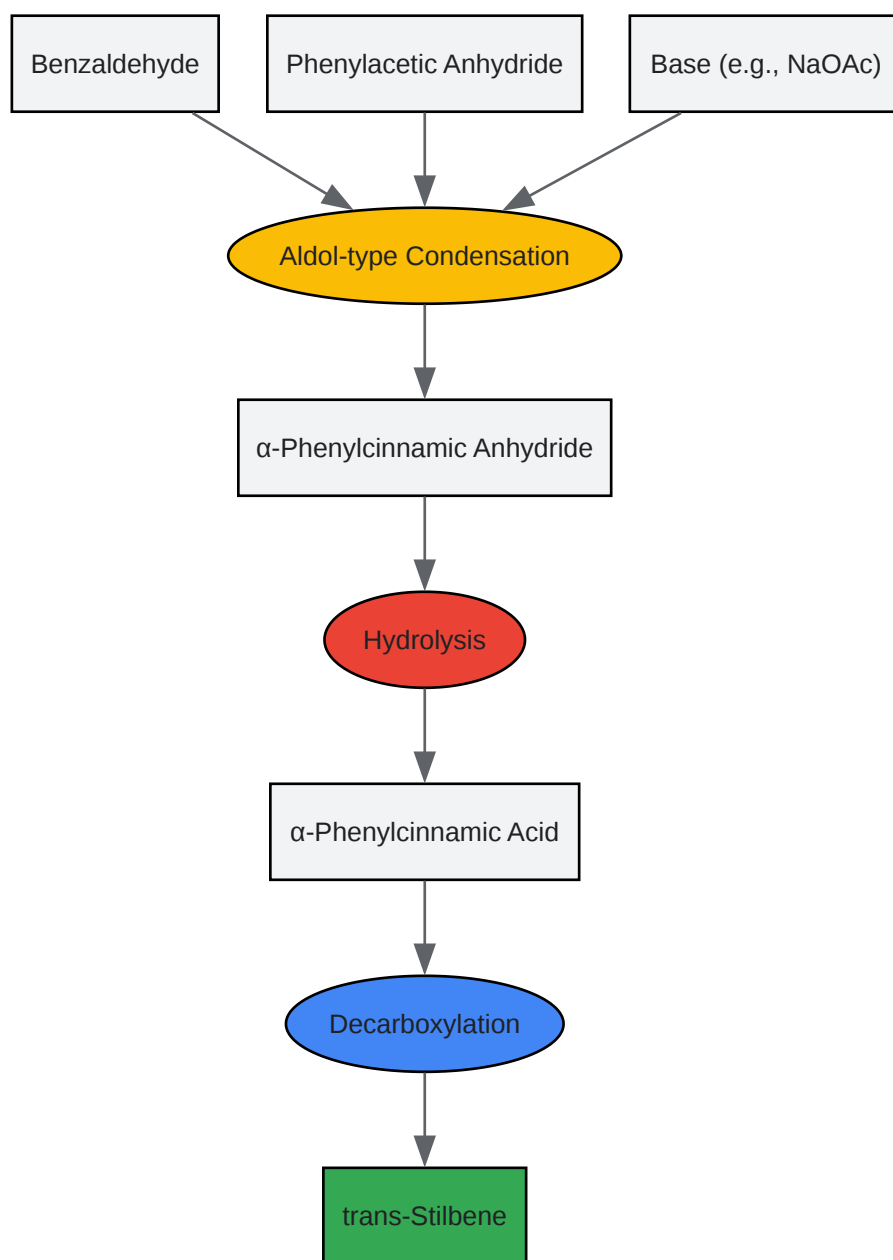 Benzaldehyde
Phenylacetic Anhydride
Base (e.g., NaOAc)
Aldol-type Condensation
α-Phenylcinnamic Anhydride
Hydrolysis
α-Phenylcinnamic Acid
Decarboxylation
trans-Stilbene